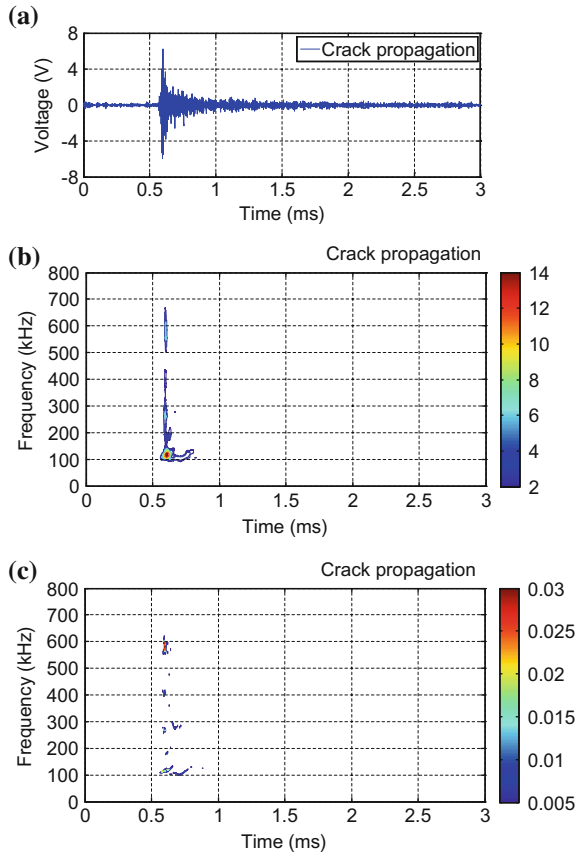 (a)
8
4
0
-4
-8
Voltage (V)
Crack propagation
0 0.5 1 1.5 2 2.5 3
Time (ms)
(b)
Crack propagation
800
700
600
500
400
300
200
100
0
Frequency (kHz)
0 0.5 1 1.5 2 2.5 3
Time (ms)
14
12
10
8
6
4
2
(c)
Crack propagation
800
700
600
500
400
300
200
100
0
Frequency (kHz)
0 0.5 1 1.5 2 2.5 3
Time (ms)
0.03
0.025
0.02
0.015
0.01
0.005